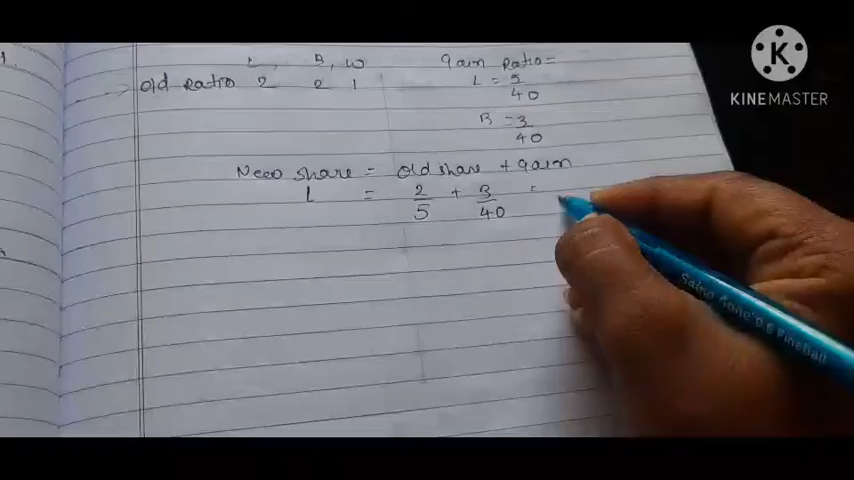 L, B, W
Old Ratio 2 2 1
Gain Ratio=
L = 5/40
B = 3/40
New share = old share + gain
L = 2/5 + 3/40 =
KINEMASTER